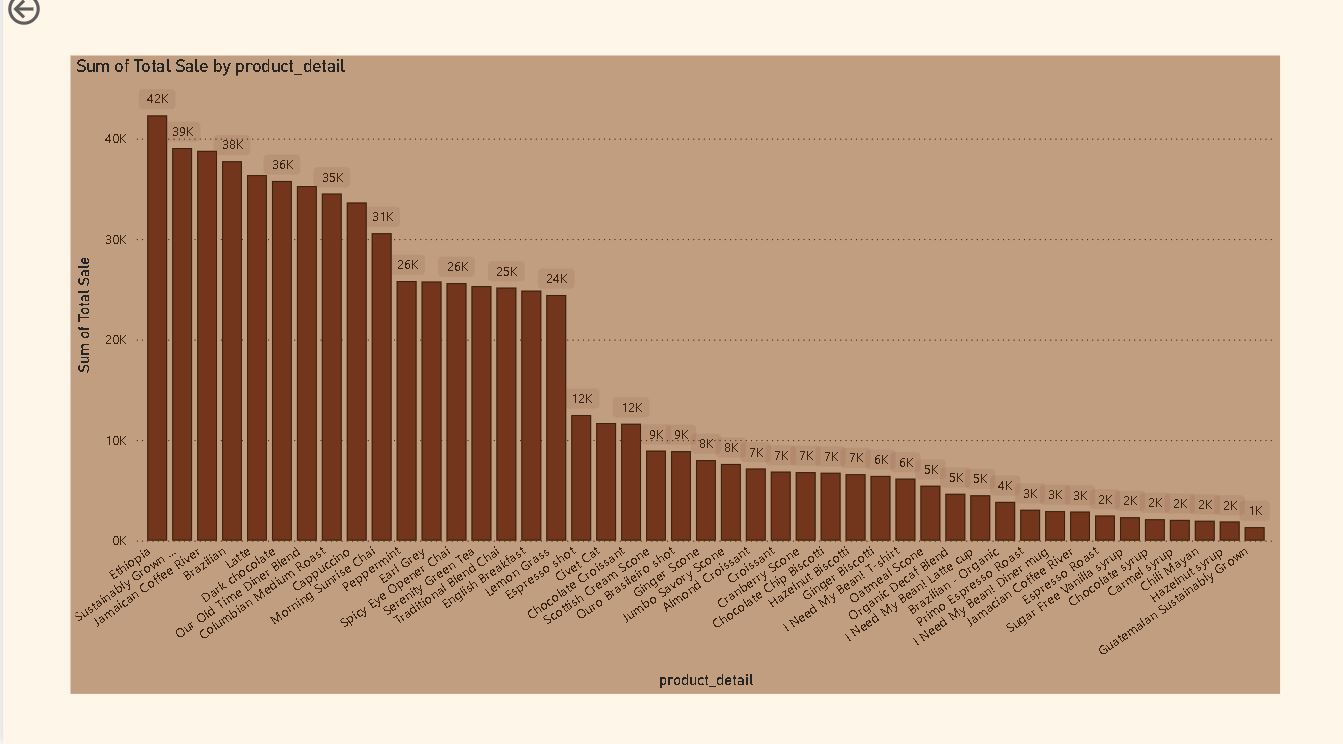 Sum of Total Sale by product_detail
Sum of Total Sale
40K
30K
20K
10K
0K
42K
39K
38K
36K
35K
31K
26K
26K
25K
24K
12K
12K
9K
9K
8K
8K
7K
7K
7K
7K
7K
6K
6K
5K
5K
5K
4K
3K
3K
3K
2K
2K
2K
2K
2K
2K
1K
Ethiopia
Sustainably Grown ...
Jamaican Coffee River
Brazilian
Latte
Dark chocolate
Our Old Time Diner Blend
Columbian Medium Roast
Cappuccino
Morning Sunrise Chai
Peppermint
Earl Grey
Spicy Eye Opener Chai
Serenity Green Tea
Traditional Blend Chai
English Breakfast
Lemon Grass
Espresso shot
Civet Cat
Chocolate Croissant
Scottish Cream Scone
Ouro Brasileiro shot
Ginger Scone
Jumbo Savory Scone
Almond Croissant
Croissant
Cranberry Scone
Chocolate Chip Biscotti
Hazelnut Biscotti
Ginger Biscotti
I Need My Bean! T-shirt
Oatmeal Scone
Organic Decaf Blend
I Need My Bean! Latte cup
Brazilian - Organic
Primo Espresso Roast
I Need My Bean! Diner mug
Jamacian Coffee River
Espresso Roast
Sugar Free Vanilla syrup
Chocolate syrup
Carmel syrup
Chili Mayan
Hazelnut syrup
Guatemalan Sustainably Grown
product_detail